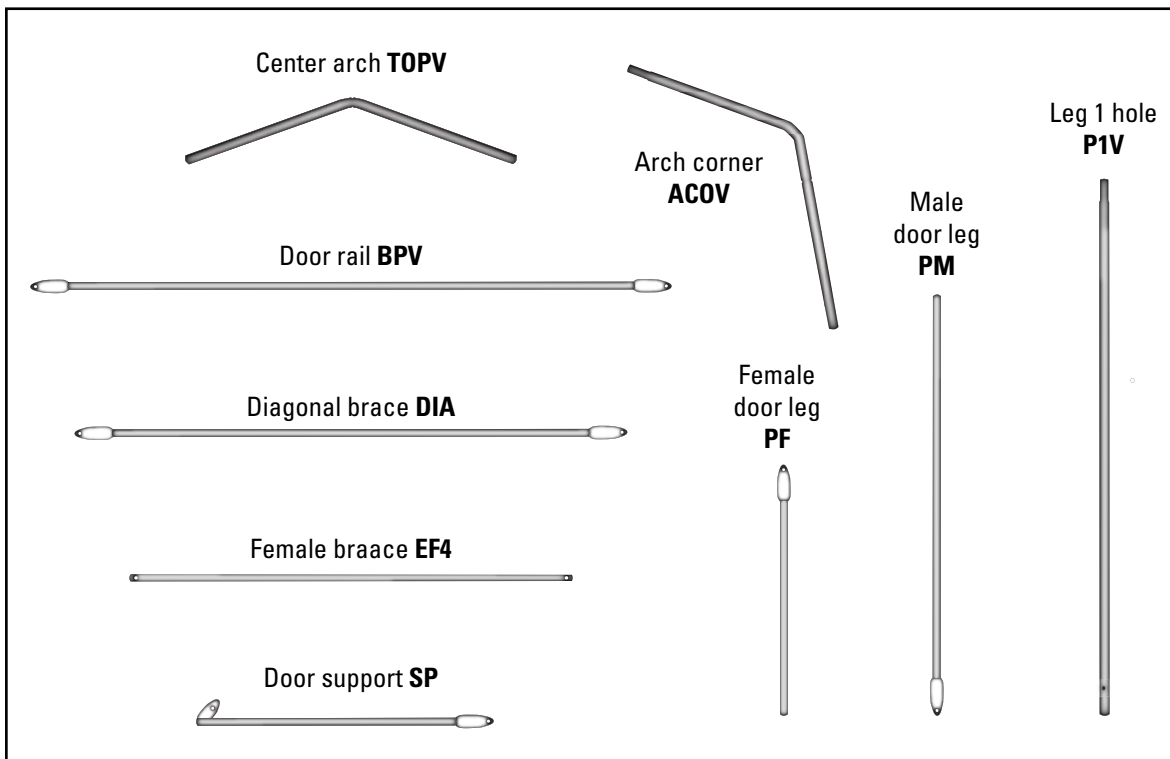 Center arch TOPV
Arch corner
ACOV
Leg 1 hole
P1V
Male
door leg
PM
Door rail BPV
Female
door leg
PF
Diagonal brace DIA
Female braace EF4
Door support SP